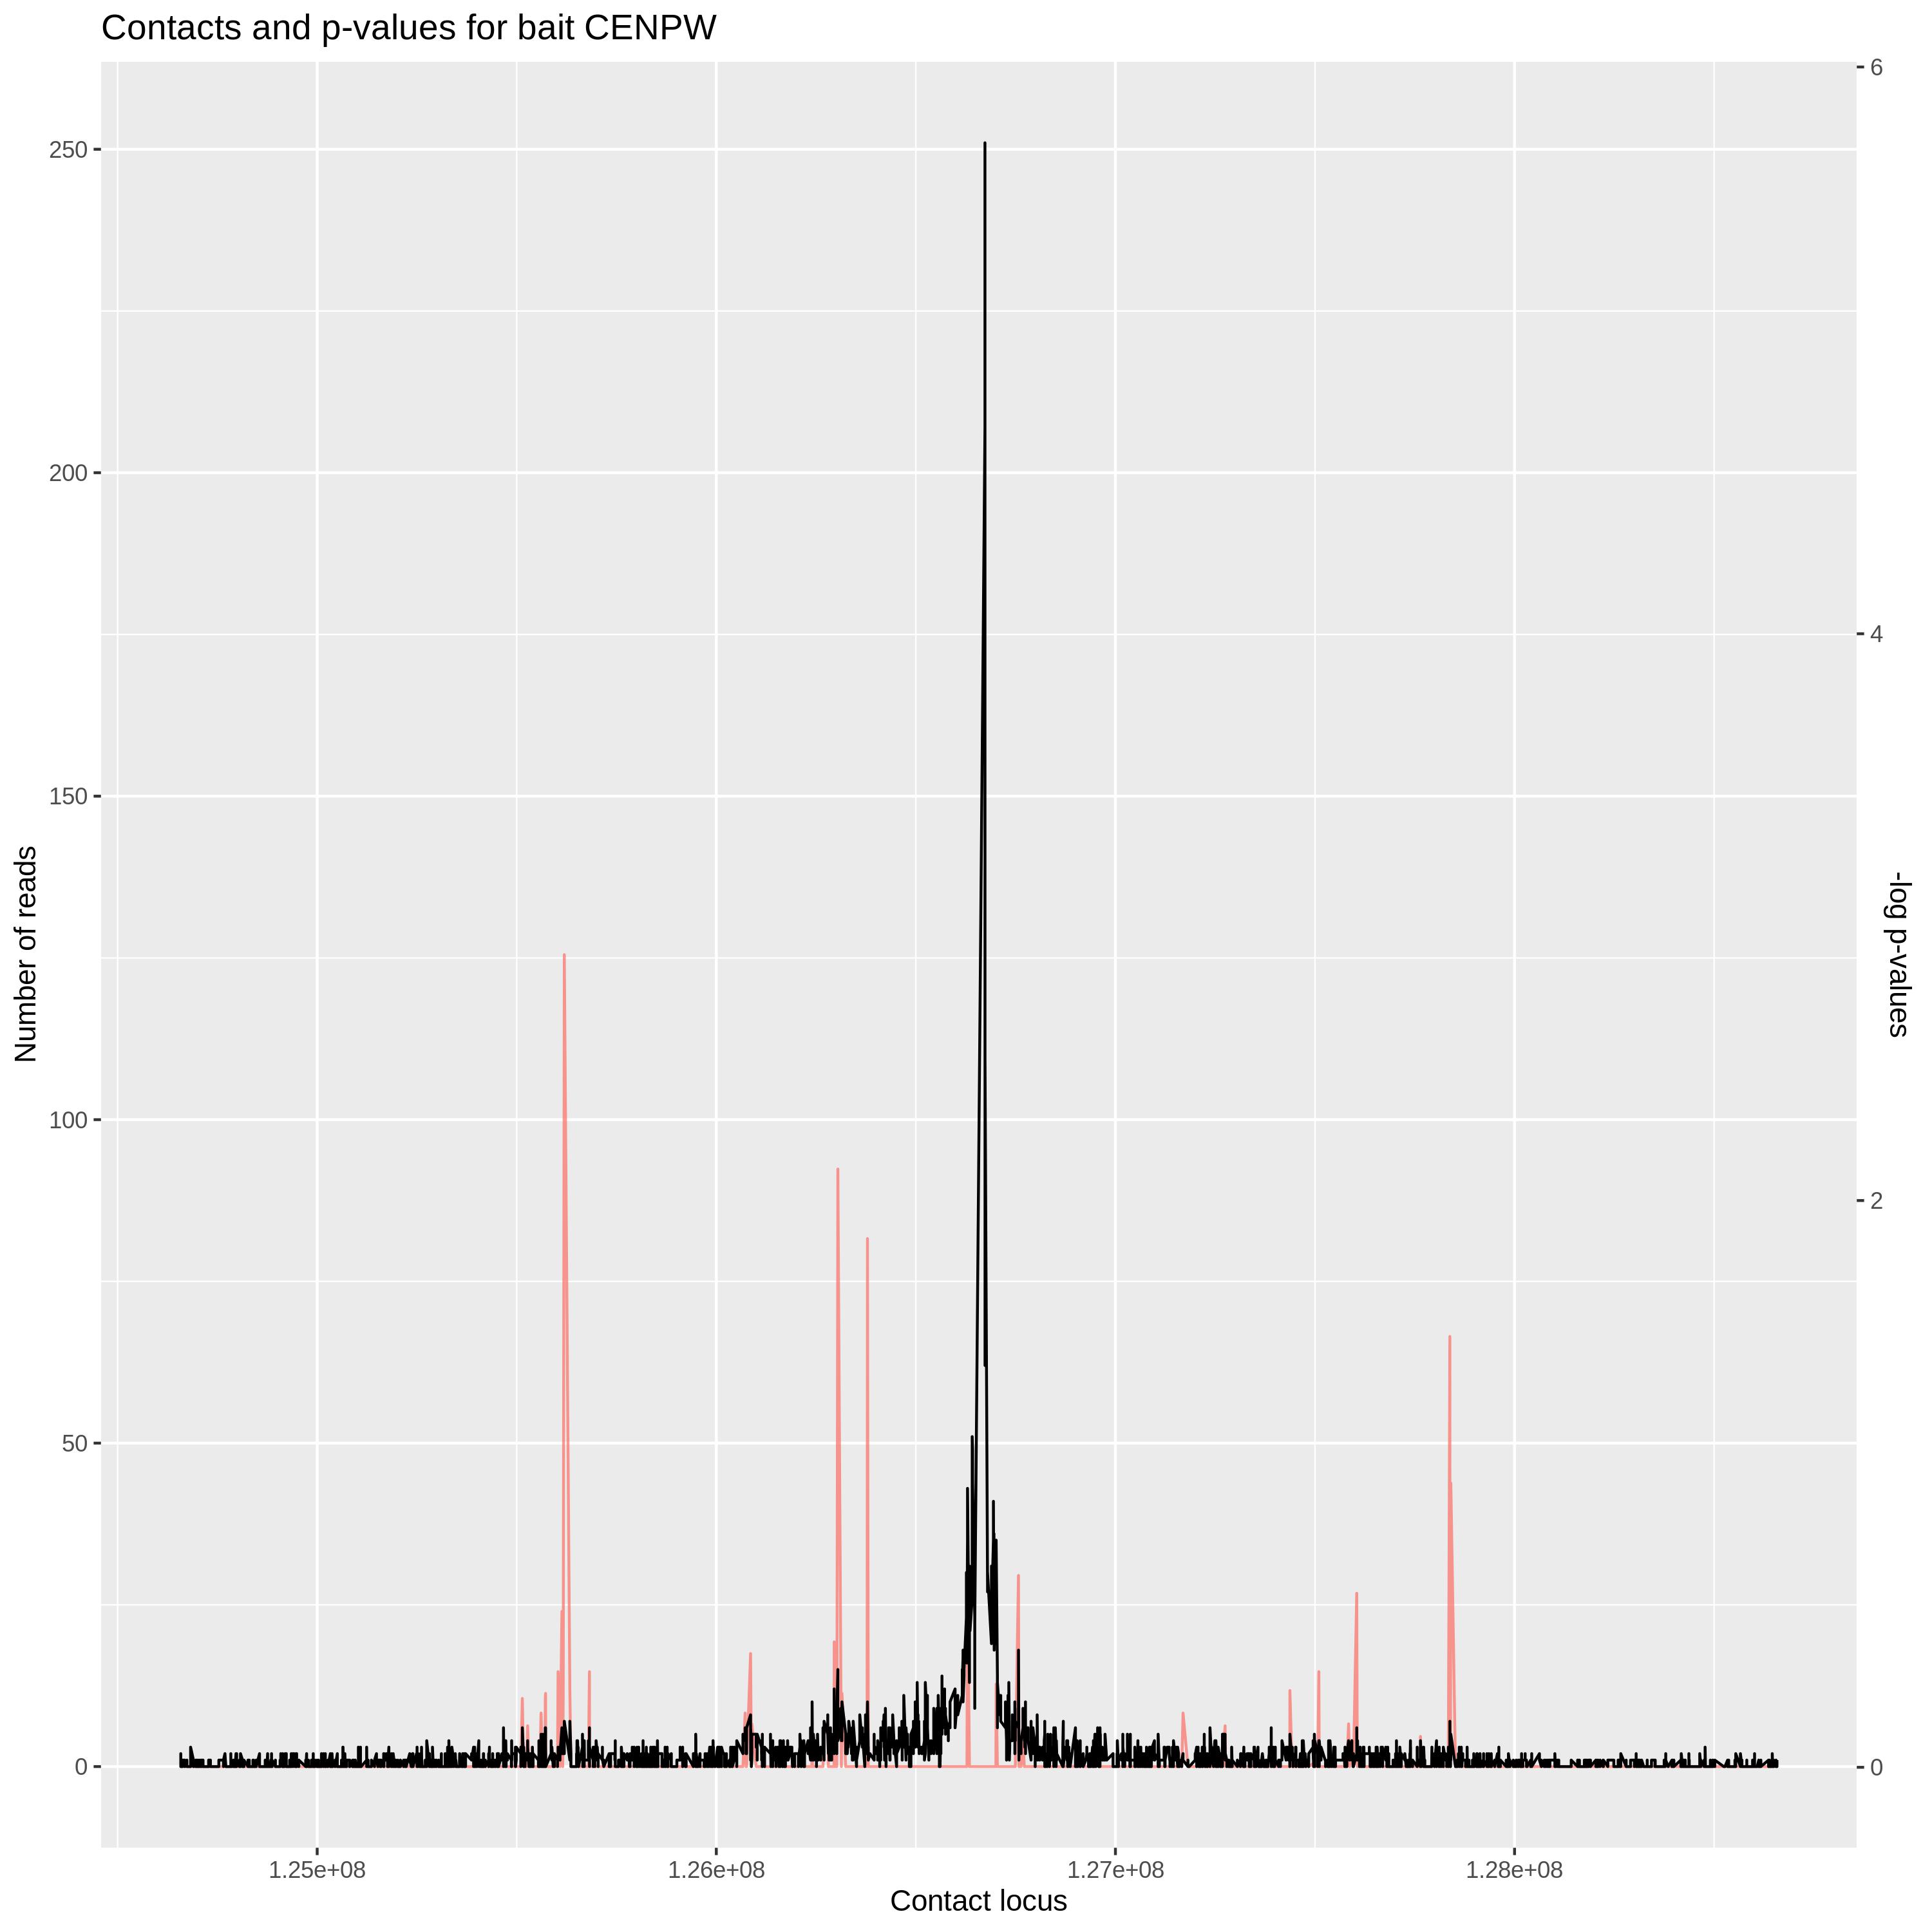 Contacts and p-values for bait CENPW
250
200
150
100
50
0
Number of reads
6
4
2
0
-log p-values
1.25e+08 1.26e+08 1.27e+08 1.28e+08
Contact locus